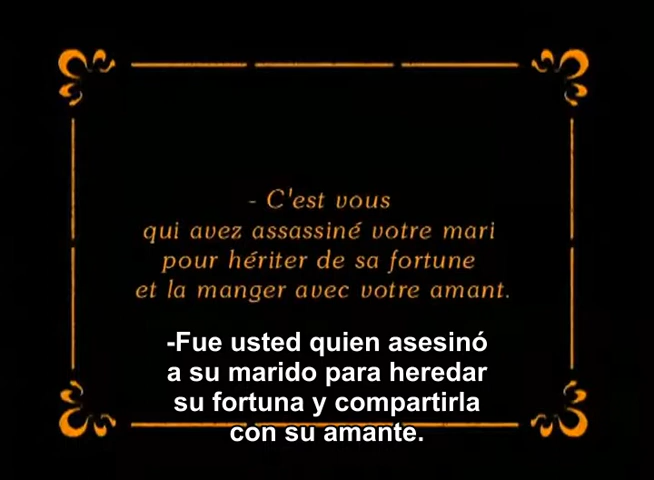 - C'est vous
qui avez assassiné votre mari
pour hériter de sa fortune
et la manger avec votre amant.
-Fue usted quien asesinó
a su marido para heredar
su fortuna y compartirla
con su amante.